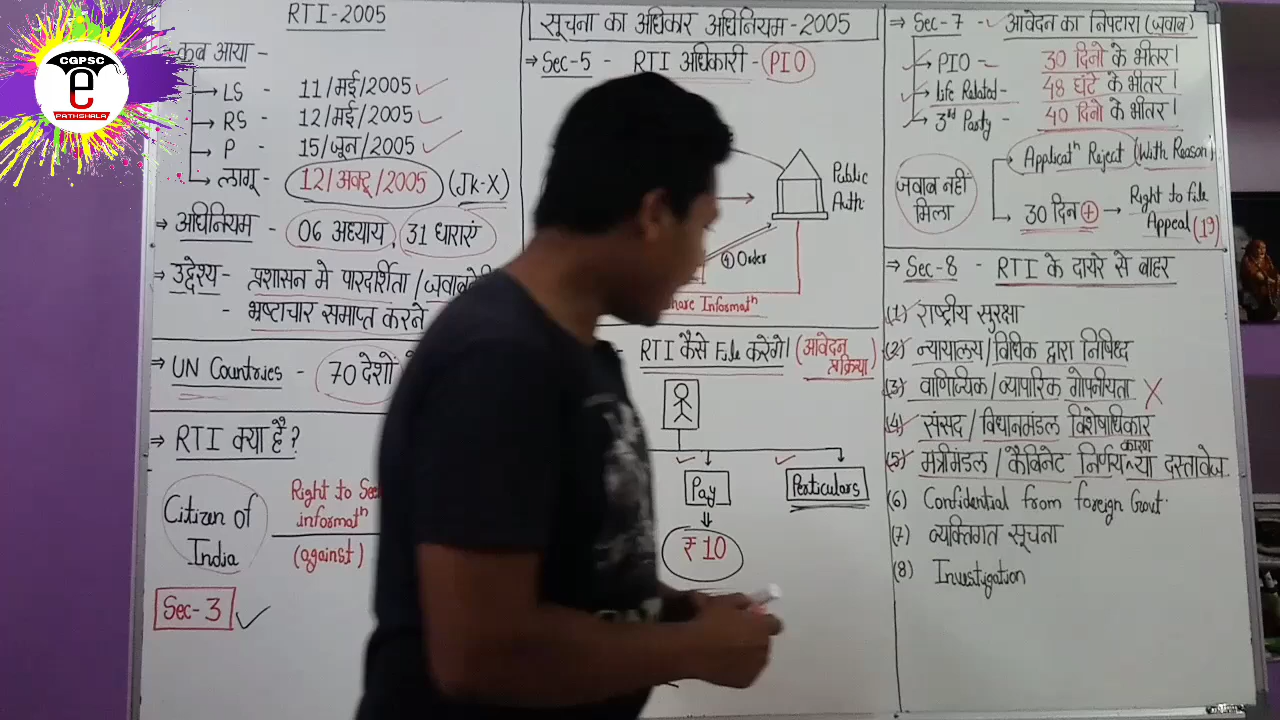 CGPSC
e
PATHSHALA
RTI-2005
⇒ कब आया -
→ LS - 11/मई/2005 ✓
→ RS - 12/मई/2005 ✓
→ P - 15/जून/2005 ✓
→ लागू - 12/अक्टू/2005 (JK-X)
⇒ अधिनियम - 06 अध्याय, 31 धाराएं
⇒ उद्देश्य - प्रशासन मे पारदर्शिता /
- भ्रष्टाचार समाप्त करने
⇒ UN Countries - 70 देशों
⇒ RTI क्या है ?
Citizen of
India
Right to See
informatⁿ
(against)
Sec-3 ✓
सूचना का अधिकार अधिनियम-2005
⇒ Sec-5 - RTI अधिकारी - PIO
Public
Auth:
④ Order
Share Informatⁿ
RTI कैसे File करेंगे। (आवेदन
प्रक्रिया)
Pay
Particulars
₹ 10
⇒ Sec-7 - आवेदन का निपटारा (जवाब)
→ PIO - 30 दिनो के भीतर।
→ Life Related - 48 घंटे के भीतर।
→ 3rd Party - 40 दिनो के भीतर।
जवाब नहीं
मिला
→ Applicatⁿ Reject (With Reason)
→ 30 दिन + → Right to File
Appeal (19)
⇒ Sec-8 - RTI के दायरे से बाहर
(1) राष्ट्रीय सुरक्षा
(2) न्यायालय/विधिक द्वारा निषिध्द
(3) वाणिज्यिक/व्यापारिक गोपनीयता X
(4) संसद/विधानमंडल विशेषाधिकार
(5) मंत्रीमंडल/कैबिनेट निर्णय कारण या दस्तावेज
(6) Confidential from foreign Govt.
(7) व्यक्तिगत सूचना
(8) Investigation